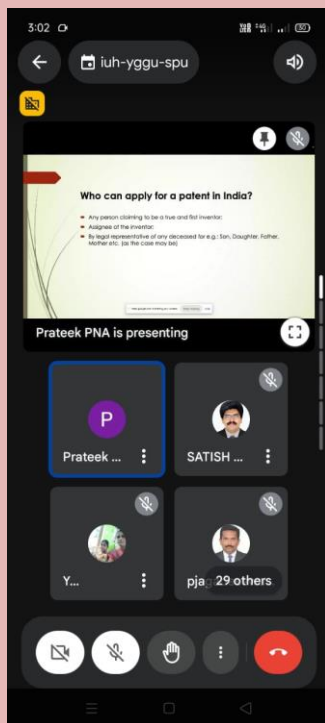 3:02
30
iuh-yggu-spu
Who can apply for a patent in India?
Any person claiming to be a true and first inventor;
Assignee of the inventor;
By legal representative of any deceased for e.g.: Son, Daughter, Father,
Mother etc. (as the case may be)
Prateek PNA is presenting
P
Prateek ...
SATISH ...
Y...
pja
29 others